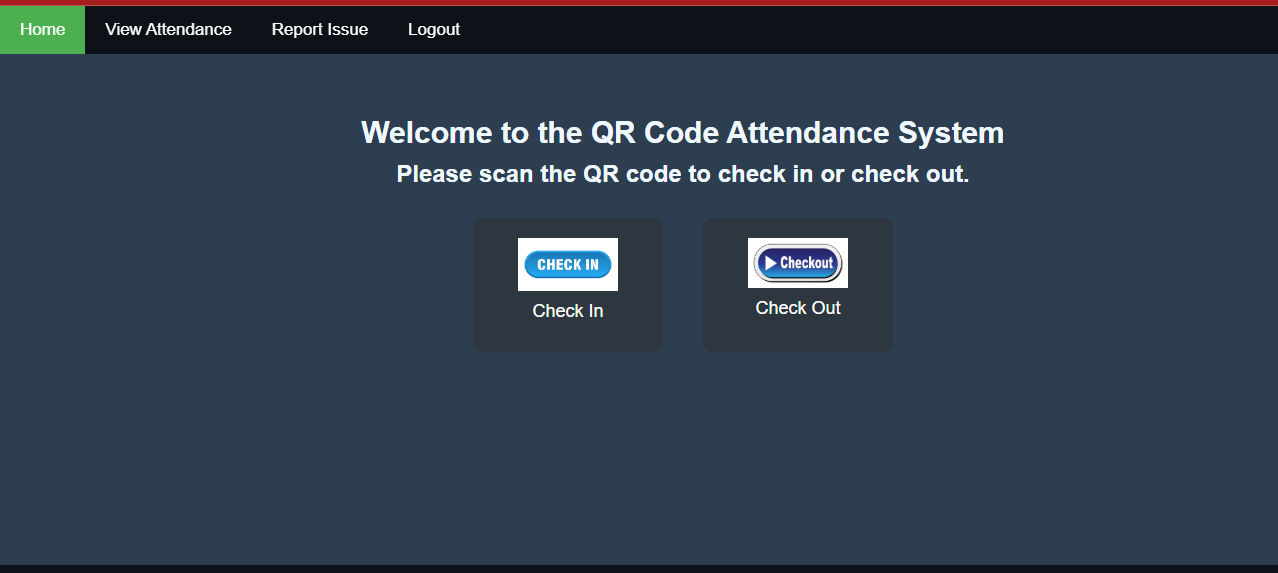 Home View Attendance Report Issue Logout
Welcome to the QR Code Attendance System
Please scan the QR code to check in or check out.
CHECK IN
Checkout
Check In
Check Out